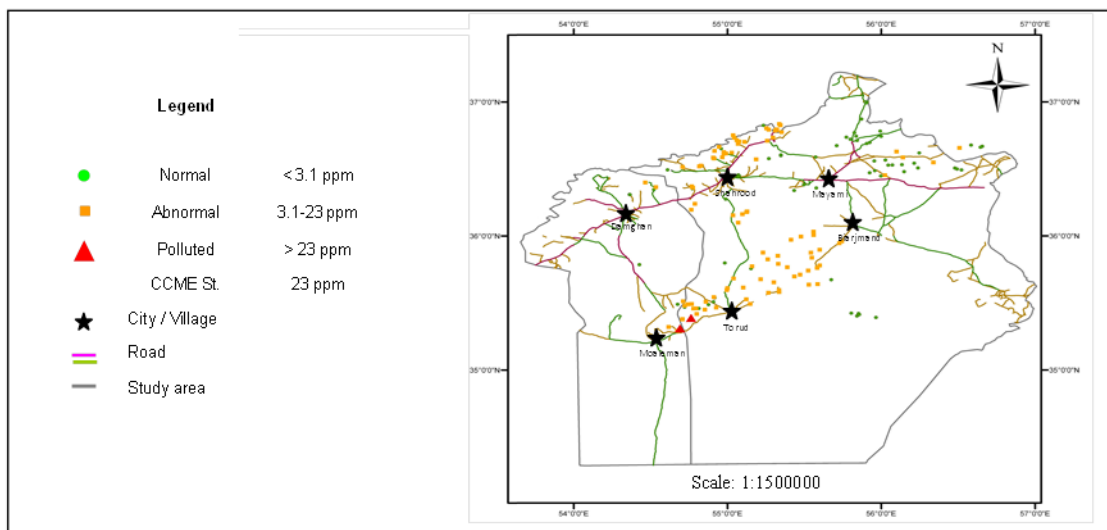 Legend
Normal <3.1 ppm
Abnormal 3.1-23 ppm
Polluted > 23 ppm
CCME St. 23 ppm
City / Village
Road
Study area
54°0'0"E 55°0'0"E 56°0'0"E 57°0'0"E
N
37°0'0"N 37°0'0"N
Shahrood
Mayami
Damghan
36°0'0"N 36°0'0"N
Biarjmand
Torud
Moaleman
35°0'0"N 35°0'0"N
Scale: 1:1500000
54°0'0"E 55°0'0"E 56°0'0"E 57°0'0"E